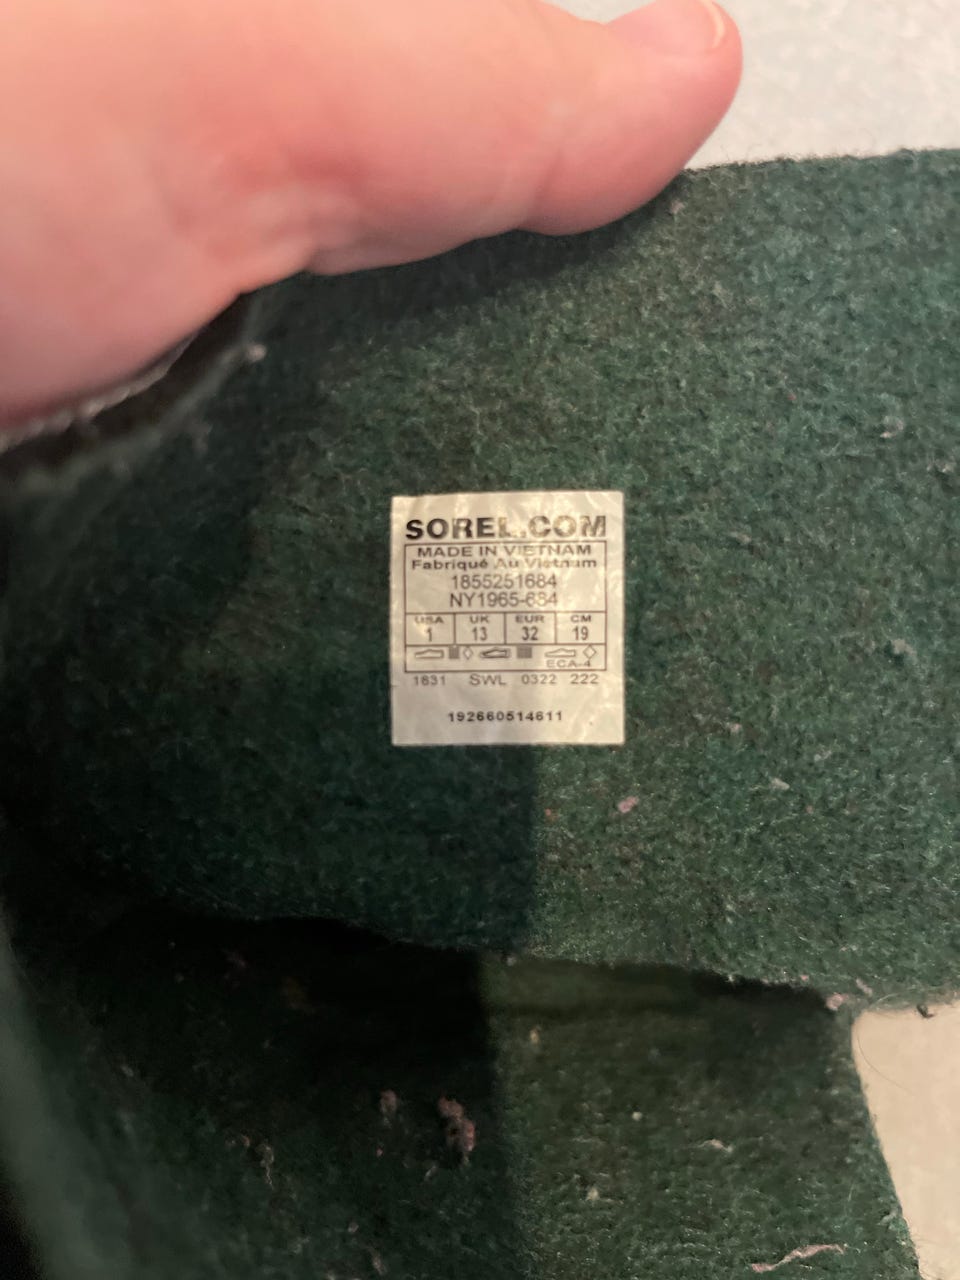 SOREL.COM
MADE IN VIETNAM
Fabriqué Au Vietnam
1855251684
NY1965-684
USA UK EUR CM
1 13 32 19
ECA-4
1631 SWL 0322 222
192660514611